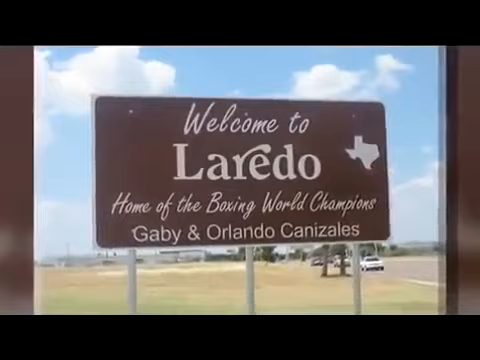 Welcome to
Laredo
Home of the Boxing World Champions
Gaby & Orlando Canizales